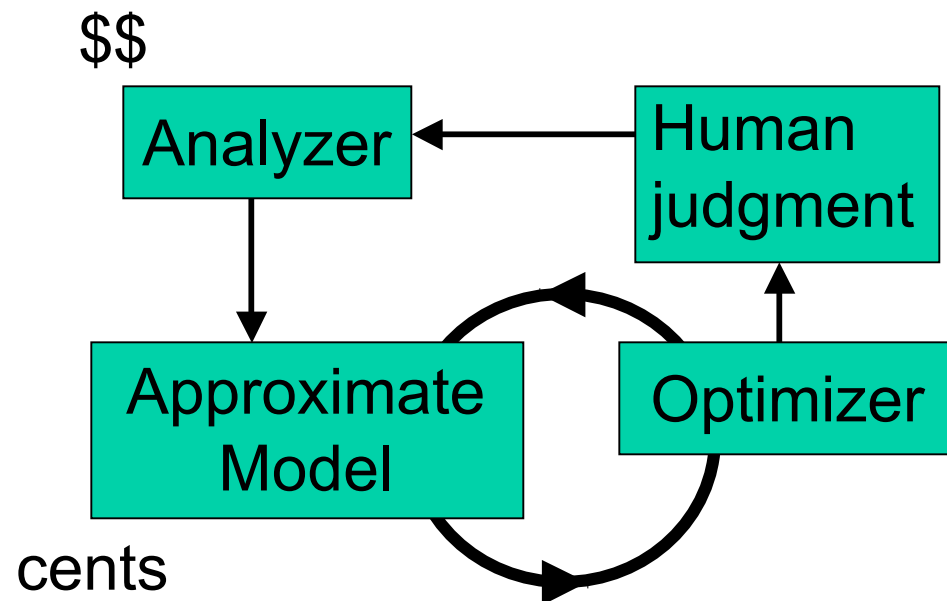 $$
Analyzer
Human
judgment
Approximate
Model
Optimizer
cents